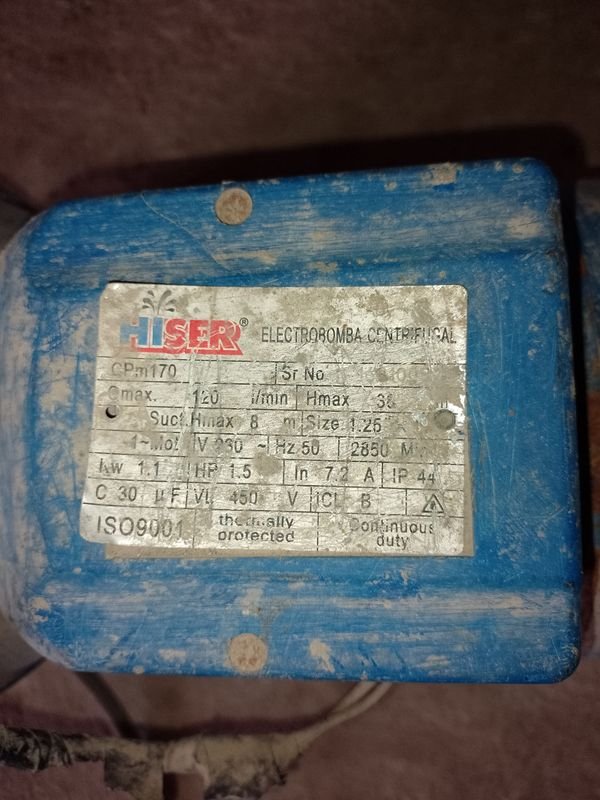 HISER® ELECTROBOMBA CENTRIFUGAL
CPm170 Sr No
Qmax. 120 l/min Hmax
Suct. Hmax 8 m Size 1.25
1~Mot V 230 ~ Hz 50 2850
Kw 1.1 HP 1.5 In 7.2 A IP 44
C 30 µF VL 450 V ICL B
ISO9001 thermally protected Continuous duty